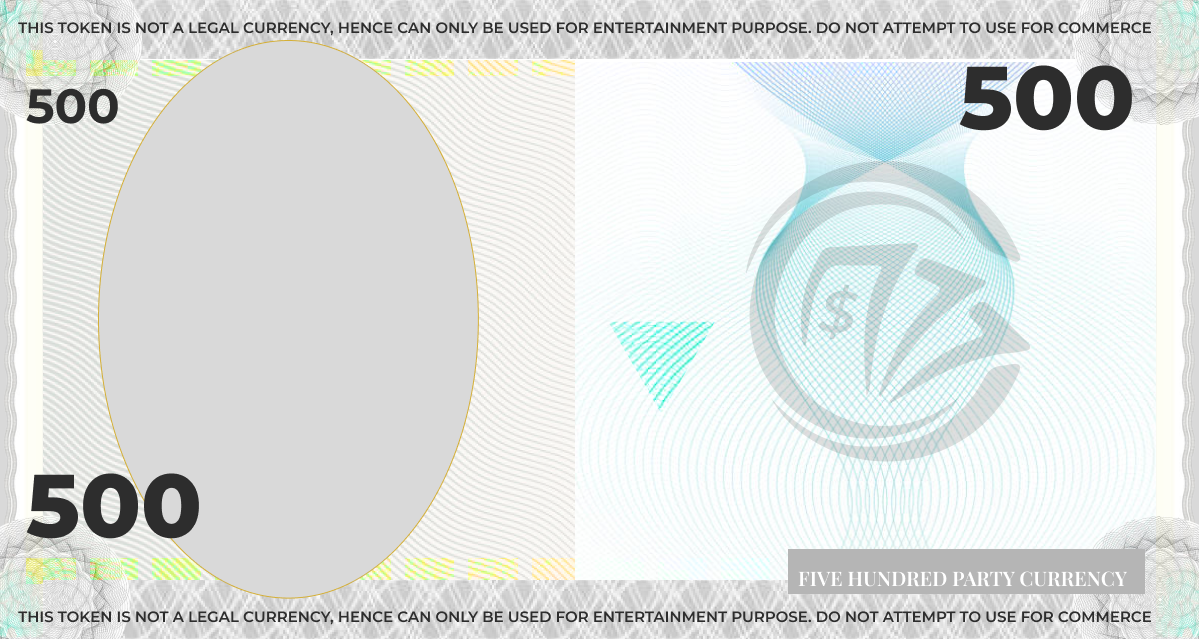 THIS TOKEN IS NOT A LEGAL CURRENCY, HENCE CAN ONLY BE USED FOR ENTERTAINMENT PURPOSE. DO NOT ATTEMPT TO USE FOR COMMERCE
500
500
$
500
FIVE HUNDRED PARTY CURRENCY
THIS TOKEN IS NOT A LEGAL CURRENCY, HENCE CAN ONLY BE USED FOR ENTERTAINMENT PURPOSE. DO NOT ATTEMPT TO USE FOR COMMERCE